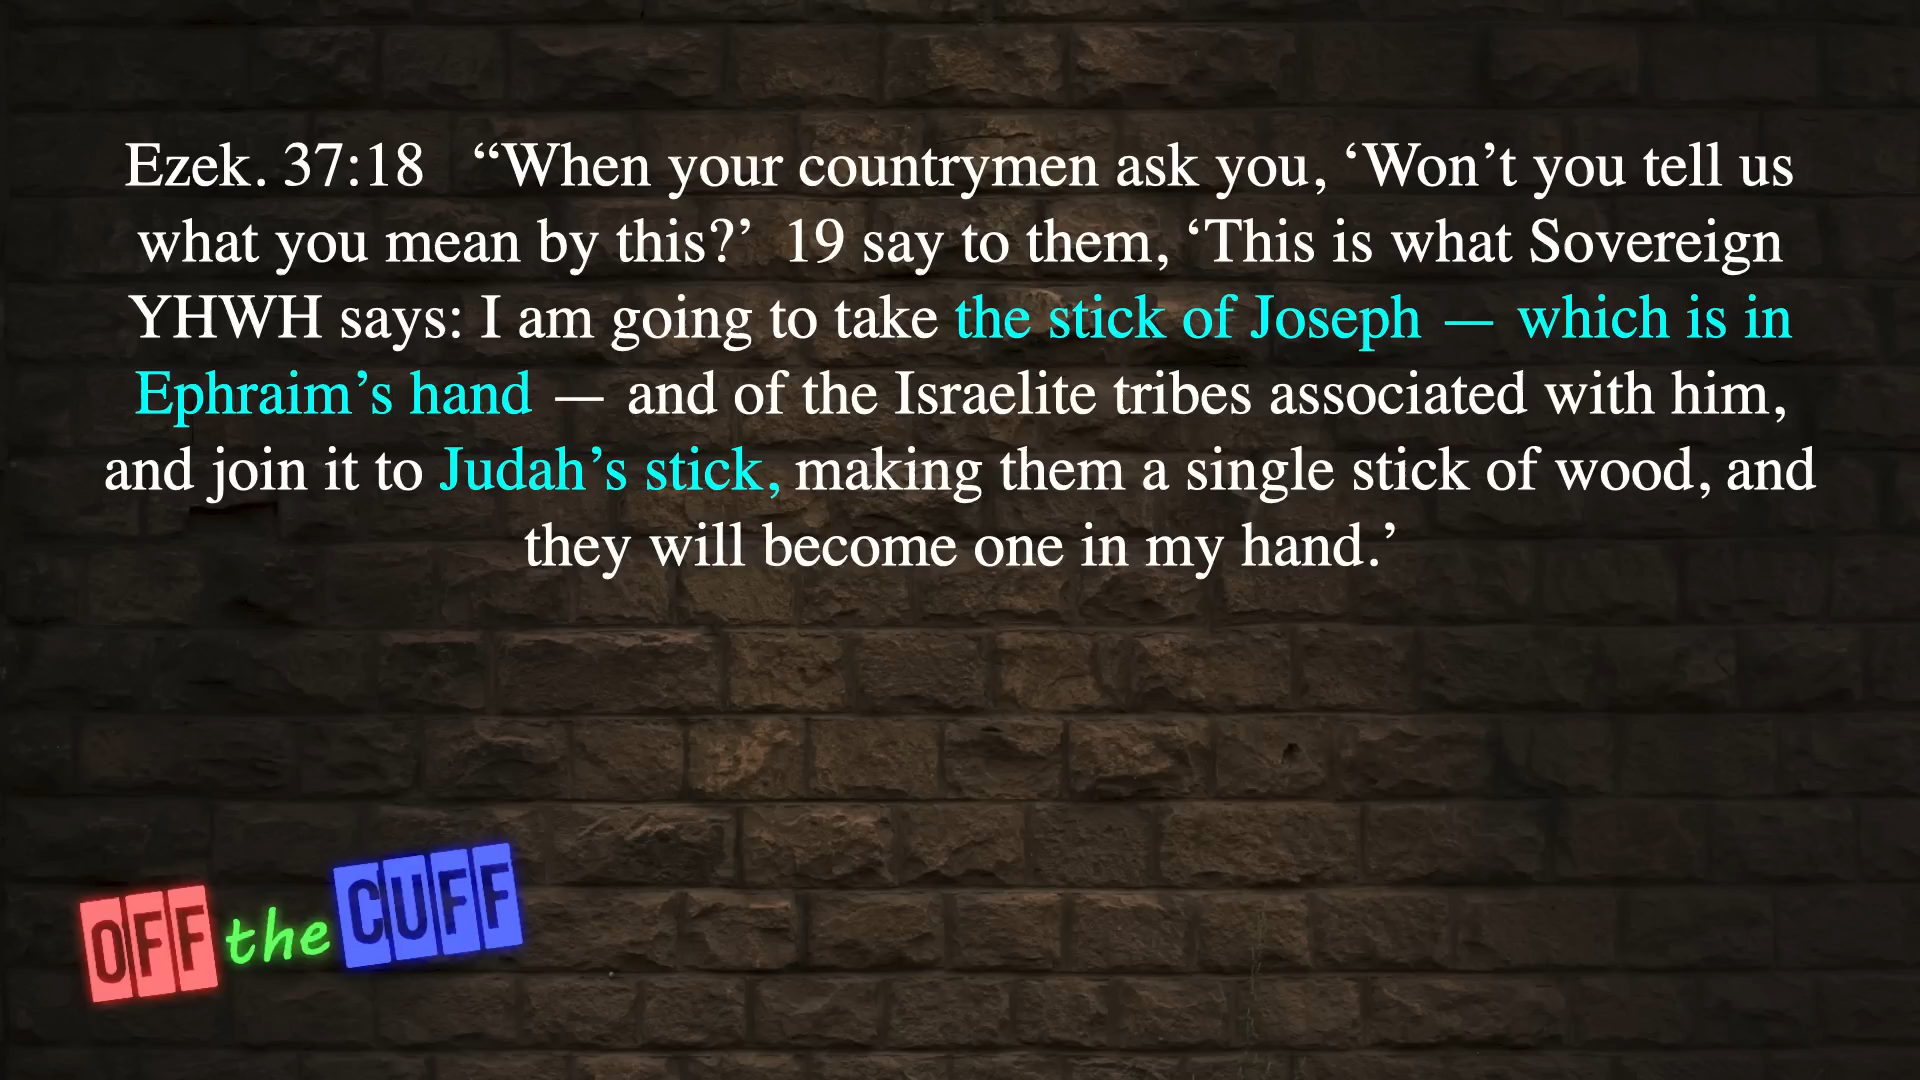 Ezek. 37:18 “When your countrymen ask you, ‘Won’t you tell us
what you mean by this?’ 19 say to them, ‘This is what Sovereign
YHWH says: I am going to take the stick of Joseph — which is in
Ephraim’s hand — and of the Israelite tribes associated with him,
and join it to Judah’s stick, making them a single stick of wood, and
they will become one in my hand.’
OFF the CUFF